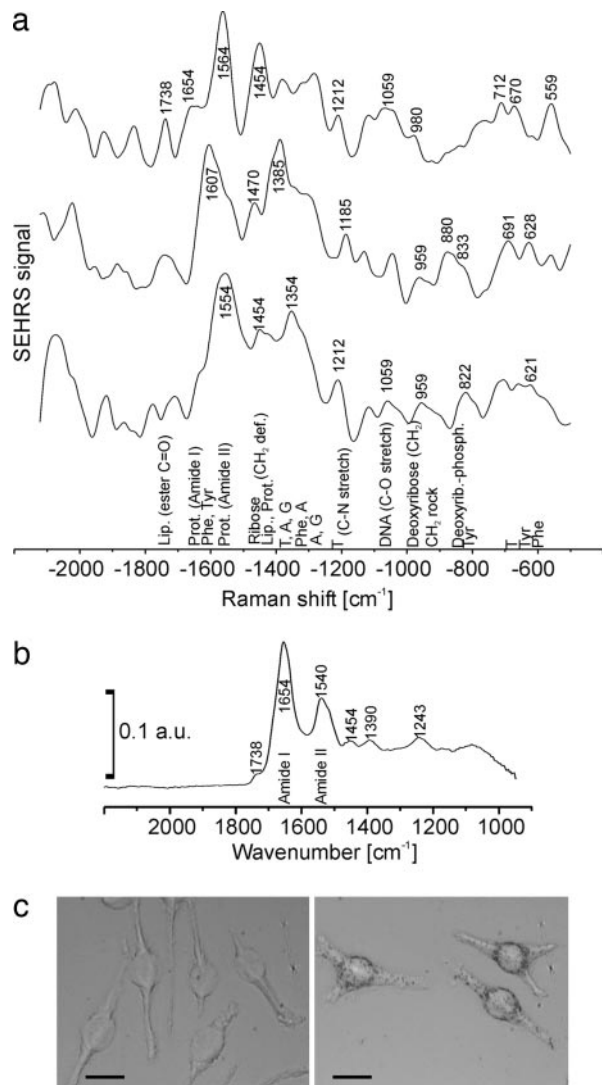 a
SEHRS signal
1738
1654
1564
1454
1212
1059
980
712
670
559
1607
1470
1385
1185
959
880
833
691
628
1554
1454
1354
1212
1059
959
822
621
Lip. (ester C=O)
Prot. (Amide I)
Phe, Tyr
Prot. (Amide II)
Ribose
Lip., Prot. (CH2 def.)
T, A, G
Phe, A
A, G
T (C-N stretch)
DNA (C-O stretch)
Deoxyribose (CH2)
CH2 rock
Deoxyrib.-phosph.
Tyr
T
T
Tyr
Phe
-2000 -1800 -1600 -1400 -1200 -1000 -800 -600
Raman shift [cm-1]
b
0.1 a.u.
1738
1654
1540
1454
1390
1243
Amide I
Amide II
2000 1800 1600 1400 1200 1000
Wavenumber [cm-1]
c